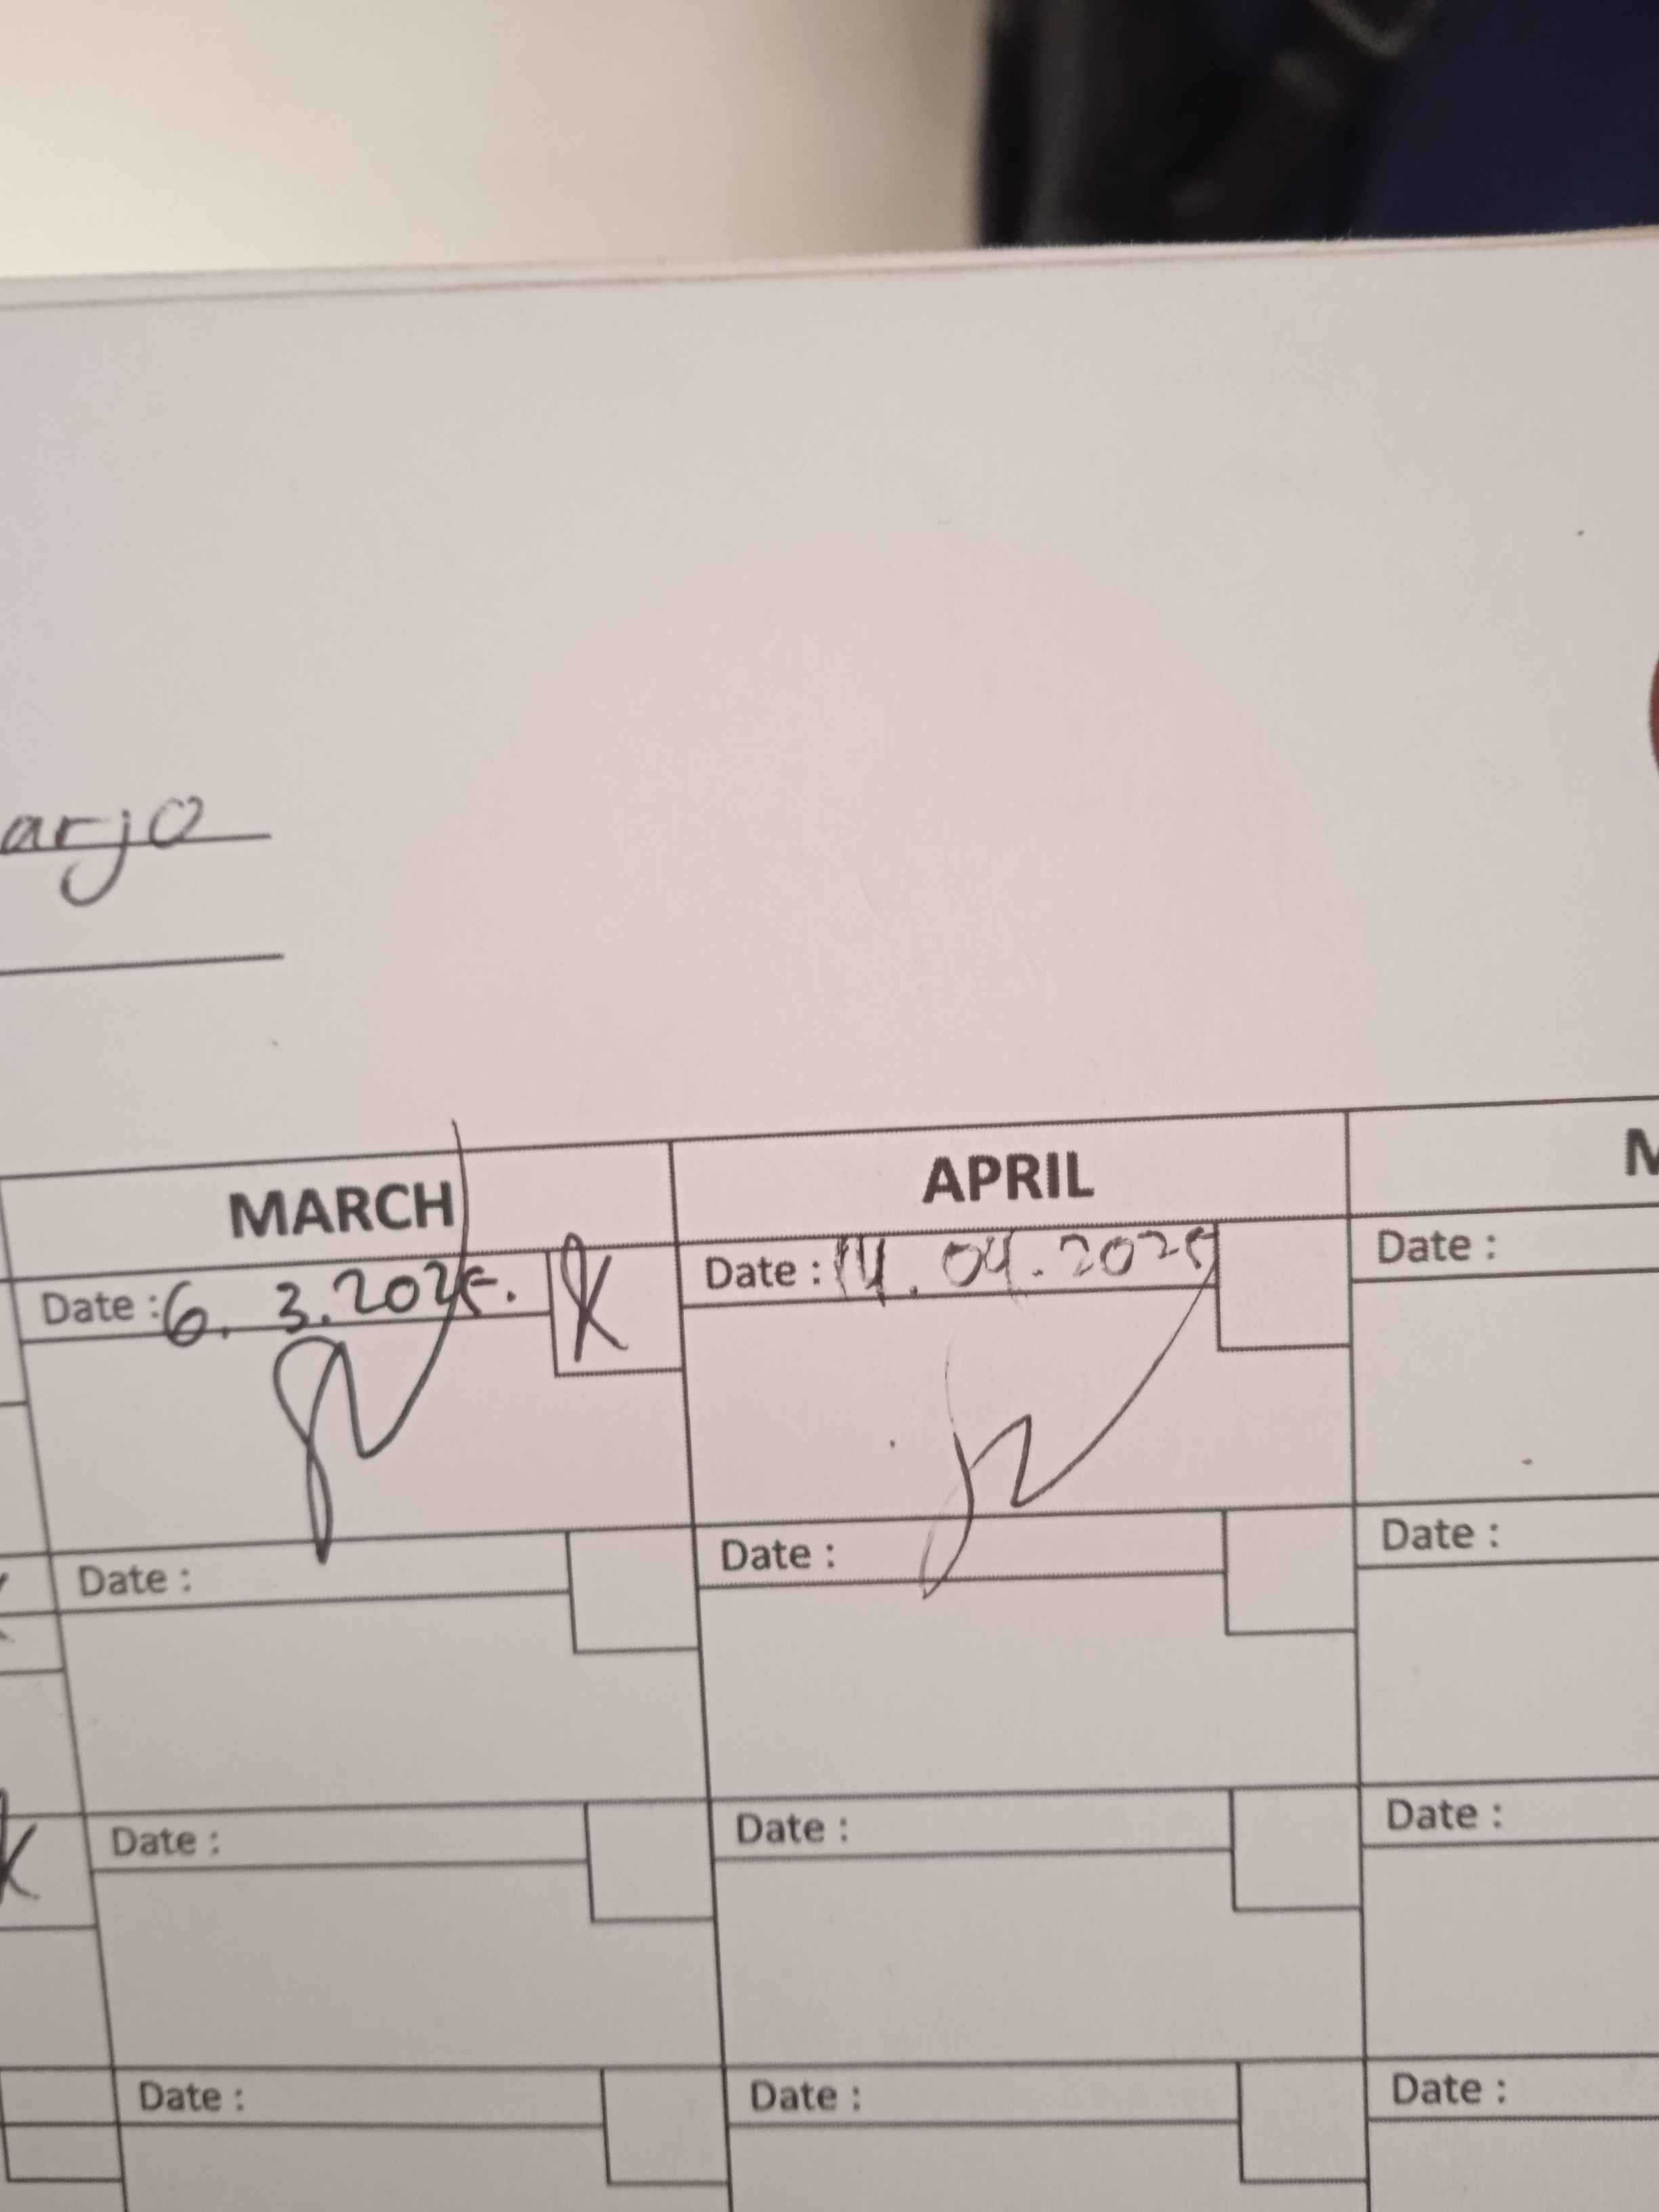 arjo
MARCH APRIL M
Date : 6. 3. 2025. Date : 14. 04. 2025 Date :
Date : Date : Date :
Date : Date : Date :
Date : Date : Date :